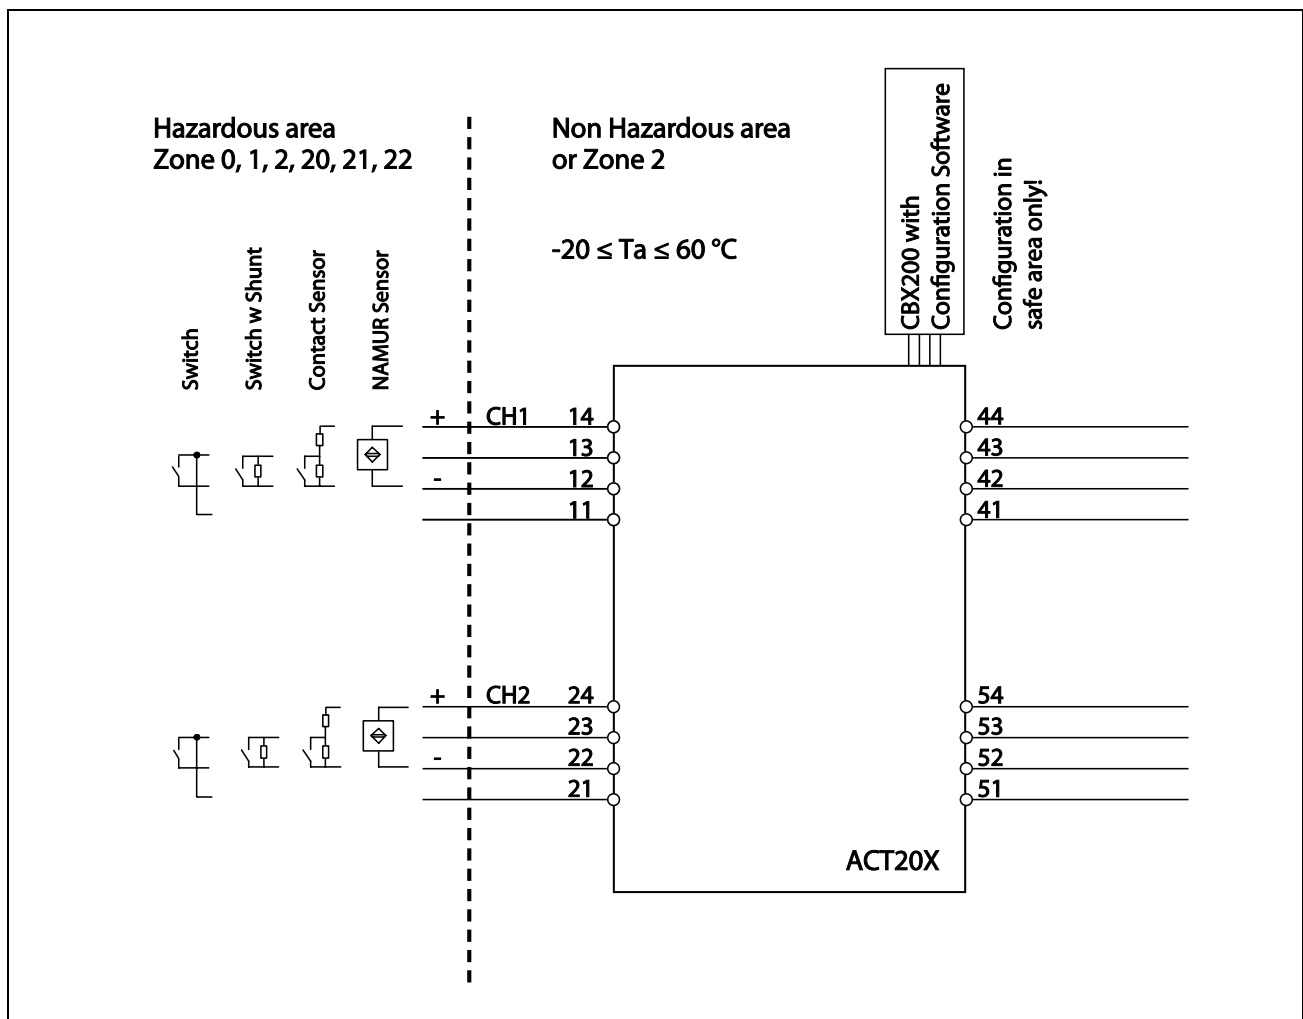 Hazardous area
Zone 0, 1, 2, 20, 21, 22
Non Hazardous area
or Zone 2
-20 ≤ Ta ≤ 60 °C
CBX200 with
Configuration Software
Configuration in
safe area only!
Switch
Switch w Shunt
Contact Sensor
NAMUR Sensor
+ CH1 14
13
- 12
11
44
43
42
41
+ CH2 24
23
- 22
21
54
53
52
51
ACT20X